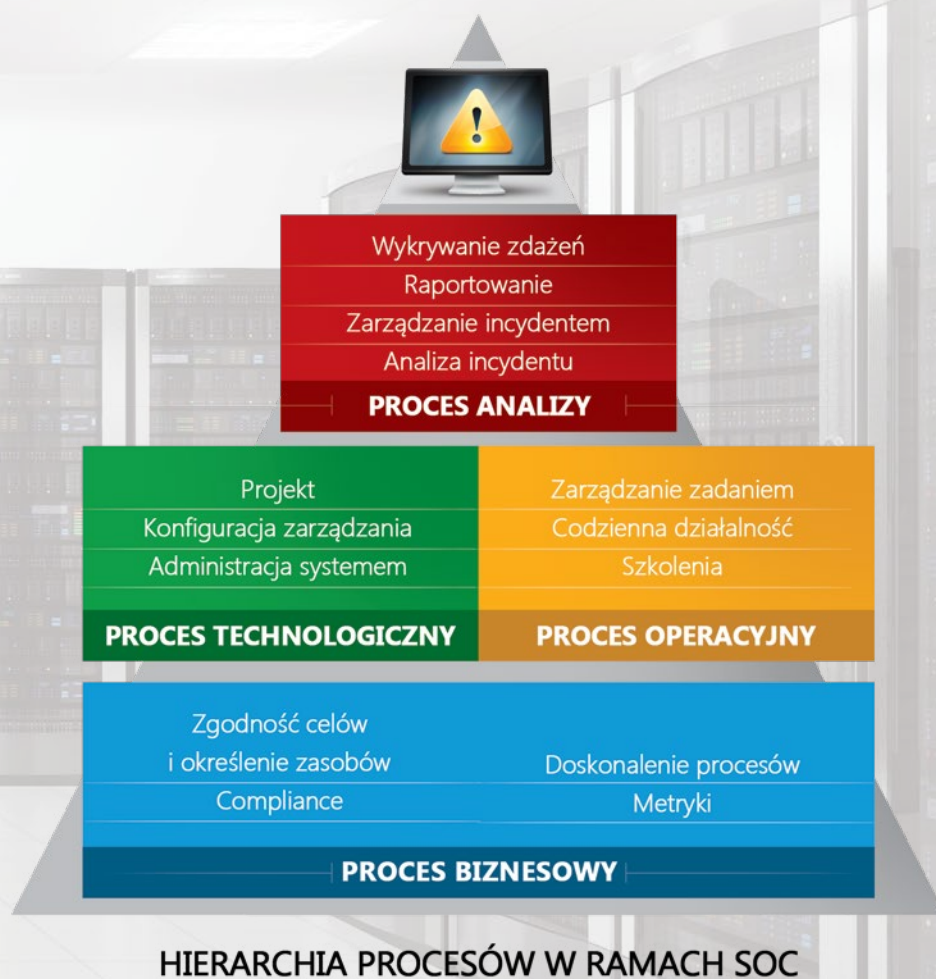 Wykrywanie zdażeń
Raportowanie
Zarządzanie incydentem
Analiza incydentu
PROCES ANALIZY
Projekt
Konfiguracja zarządzania
Administracja systemem
PROCES TECHNOLOGICZNY
Zarządzanie zadaniem
Codzienna działalność
Szkolenia
PROCES OPERACYJNY
Zgodność celów
i określenie zasobów
Compliance
Doskonalenie procesów
Metryki
PROCES BIZNESOWY
HIERARCHIA PROCESÓW W RAMACH SOC